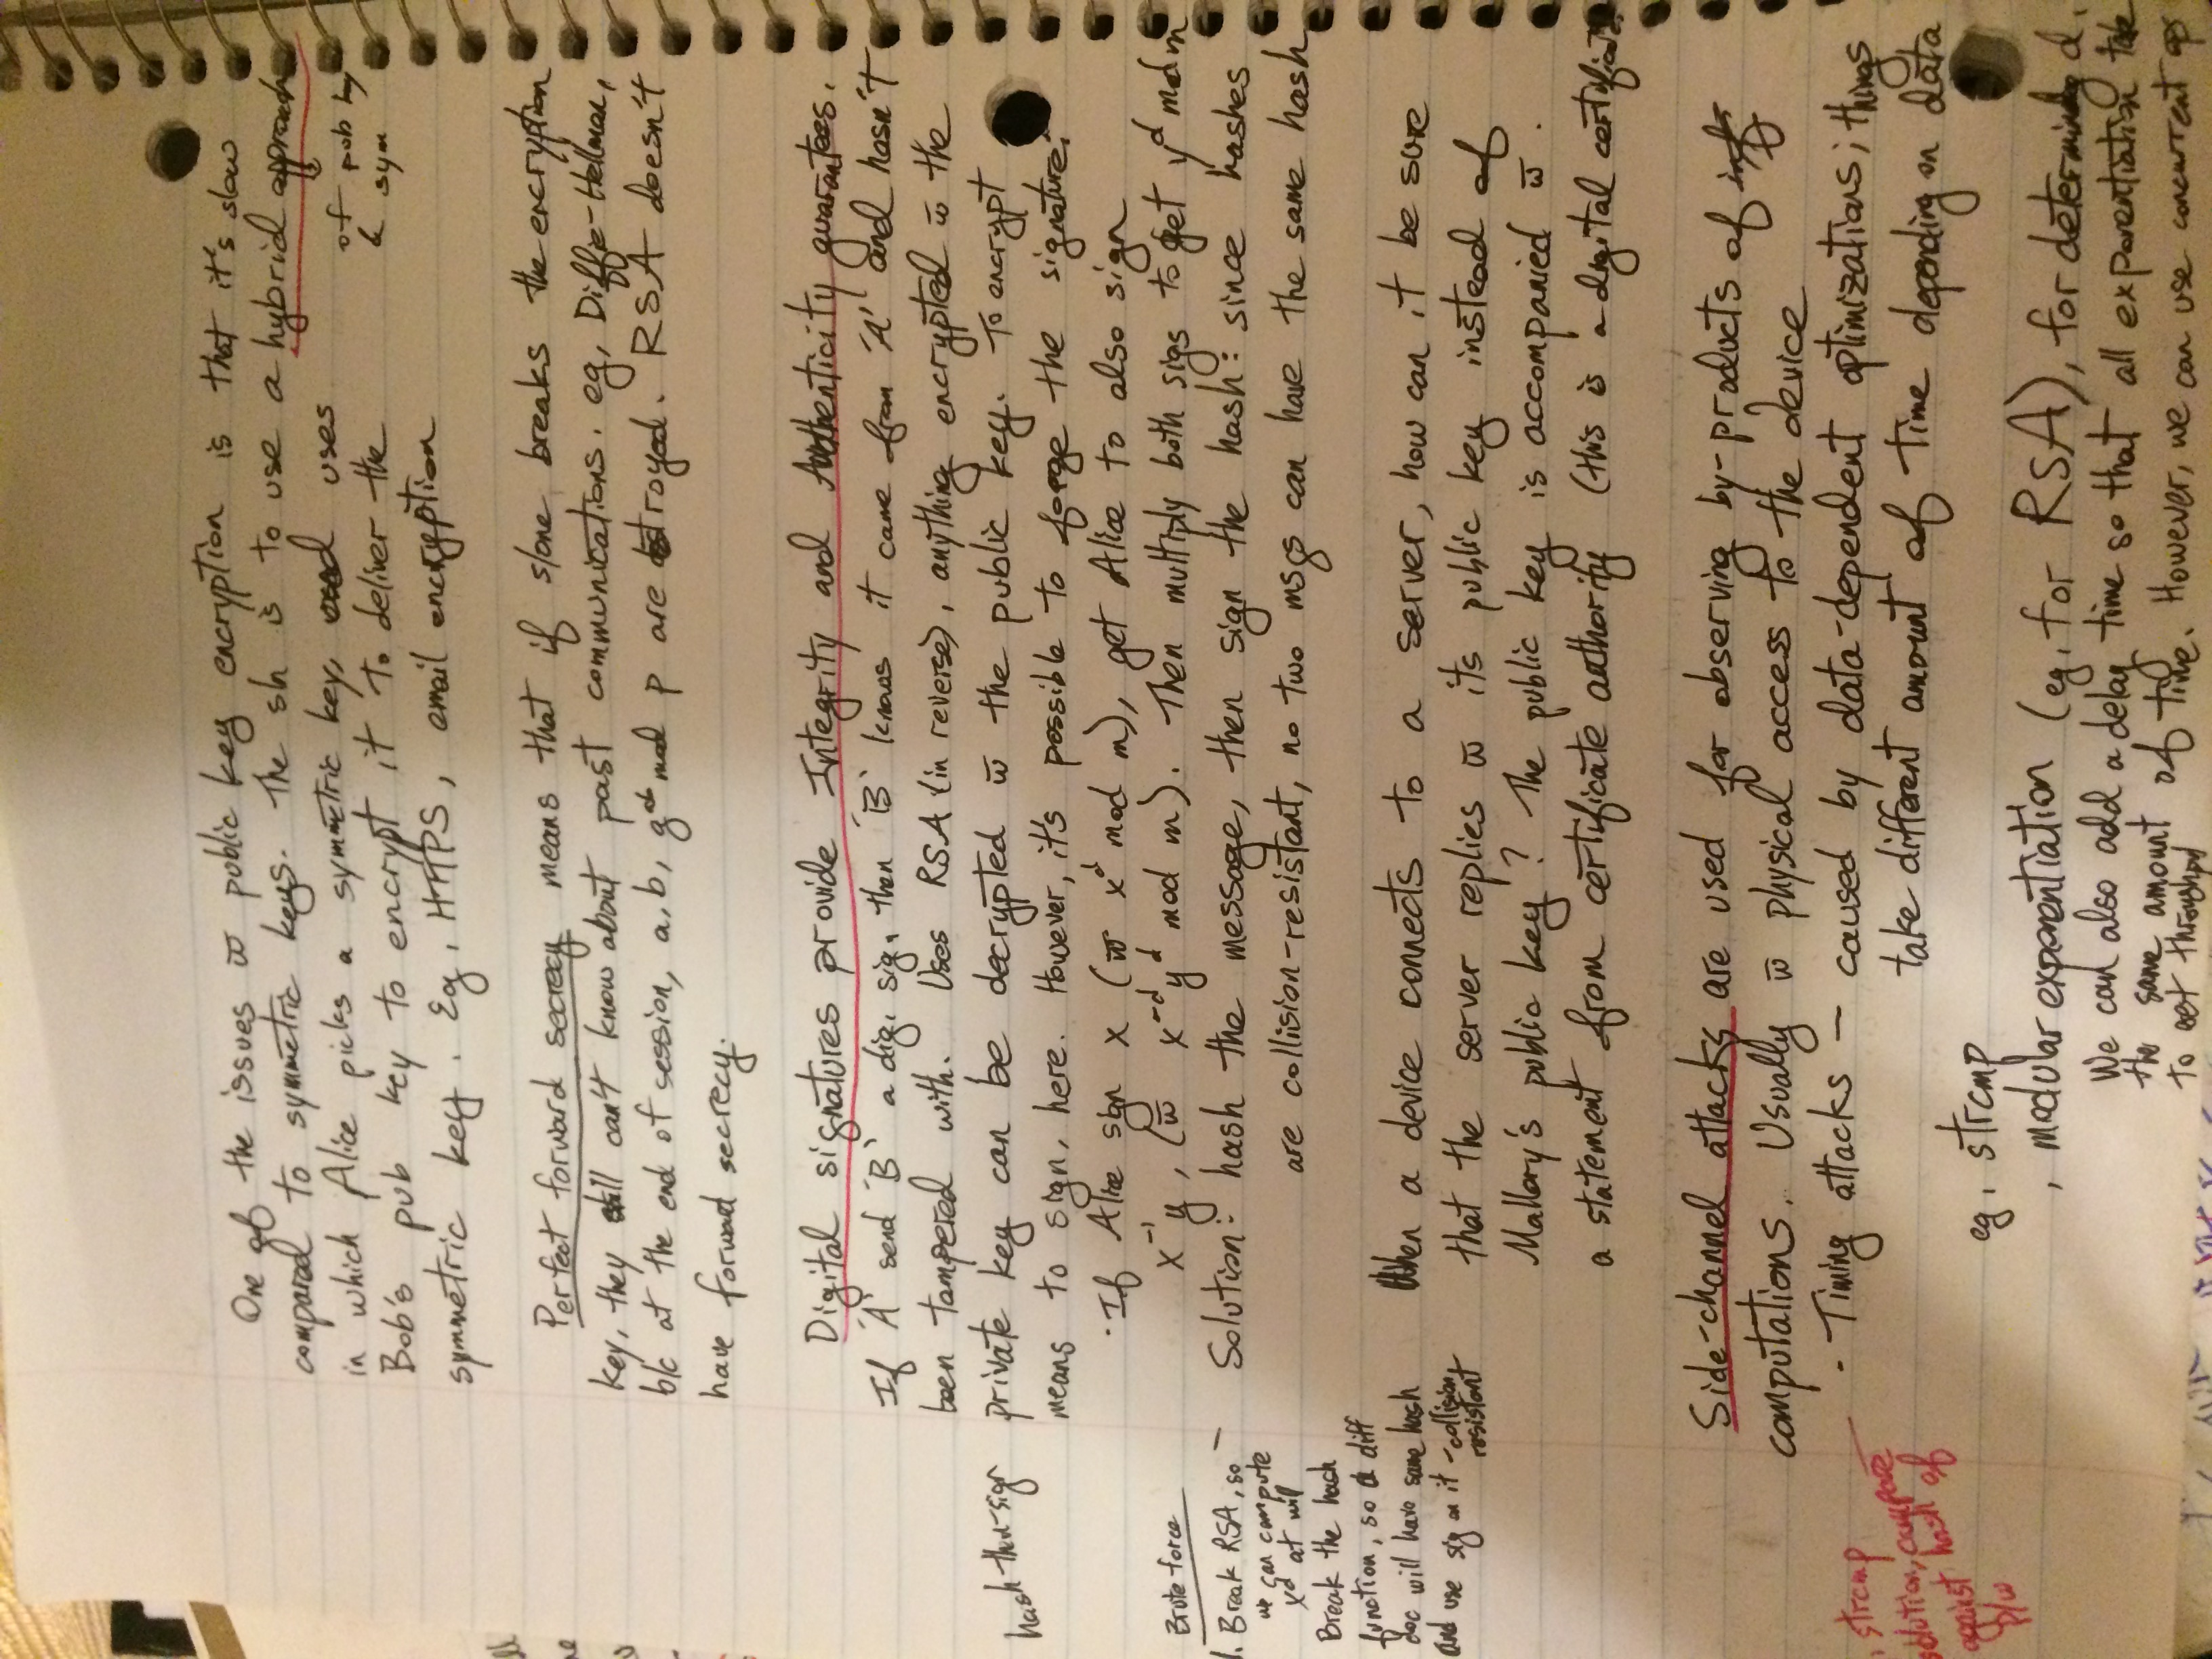 One of the issues w̄ public key encryption is that it's slow
compared to symmetric keys. The sln is to use a hybrid approach
in which Alice picks a symmetric key, uses
of pub key
& sym
Bob's pub key to encrypt it to deliver the
symmetric key. Eg, HTTPS, email encryption
Perfect forward secrecy means that if s/one breaks the encryption
key, they still can't know about past communications. eg, Diffie-Hellman,
b/c at the end of session, a, b, g^ab mod p are destroyed. RSA doesn't
have forward secrecy.
Digital signatures provide Integrity and Authenticity guarantees.
If 'A' send 'B' a dig. sig, then 'B' knows it came from 'A' and hasn't
been tampered with. Uses RSA (in reverse), anything encrypted w̄ the
hash-then-sign
private key can be decrypted w̄ the public key. To encrypt
means to sign, here. However, it's possible to forge the signature:
· If Alice sign x (w̄ x^d mod m), get Alice to also sign
x^-1 y, (w̄ x^-d y^d mod m). Then multiply both sigs to get y^d mod m
Solution: hash the message, then sign the hash: since hashes
are collision-resistant, no two msgs can have the same hash
Brute force
1. Break RSA, so
we can compute
x^d at will
Break the hash
function, so a diff
doc will have same hash
and use sig on it - collision
resistant
When a device connects to a server, how can it be sure
that the server replies w̄ its public key instead of
Mallory's public key? The public key is accompanied w̄
a statement from certificate authority (this is a digital certificate
Side-channel attacks are used for observing by-products of
computations. Usually w̄ physical access to the device
- Timing attacks — caused by data-dependent optimizations; things
take different amount of time depending on data
, strcmp
solution, compare
against hash of
p/w
eg, strcmp
, modular exponentiation (eg, for RSA), for determining d.
We can also add a delay time so that all exponentiation take
the same amount of time. However, we can use concurrent
to get throughput